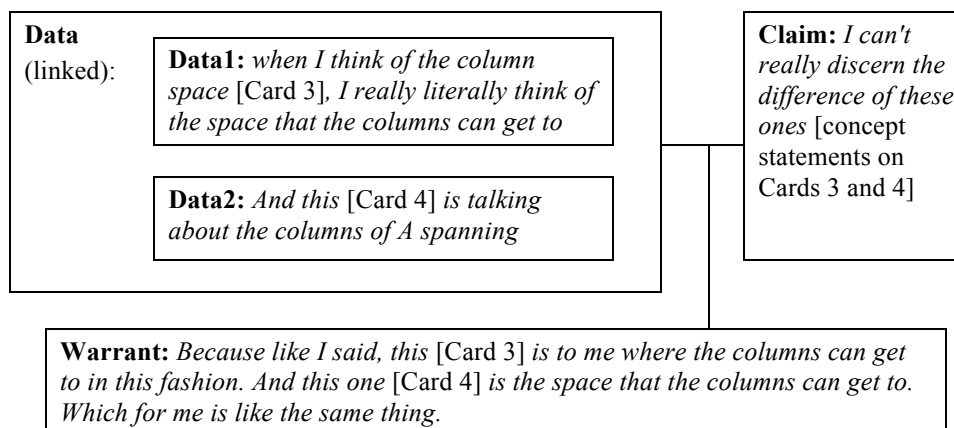 Data
(linked):
Data1: when I think of the column
space [Card 3], I really literally think of
the space that the columns can get to
Data2: And this [Card 4] is talking
about the columns of A spanning
Claim: I can't
really discern the
difference of these
ones [concept
statements on
Cards 3 and 4]
Warrant: Because like I said, this [Card 3] is to me where the columns can get
to in this fashion. And this one [Card 4] is the space that the columns can get to.
Which for me is like the same thing.